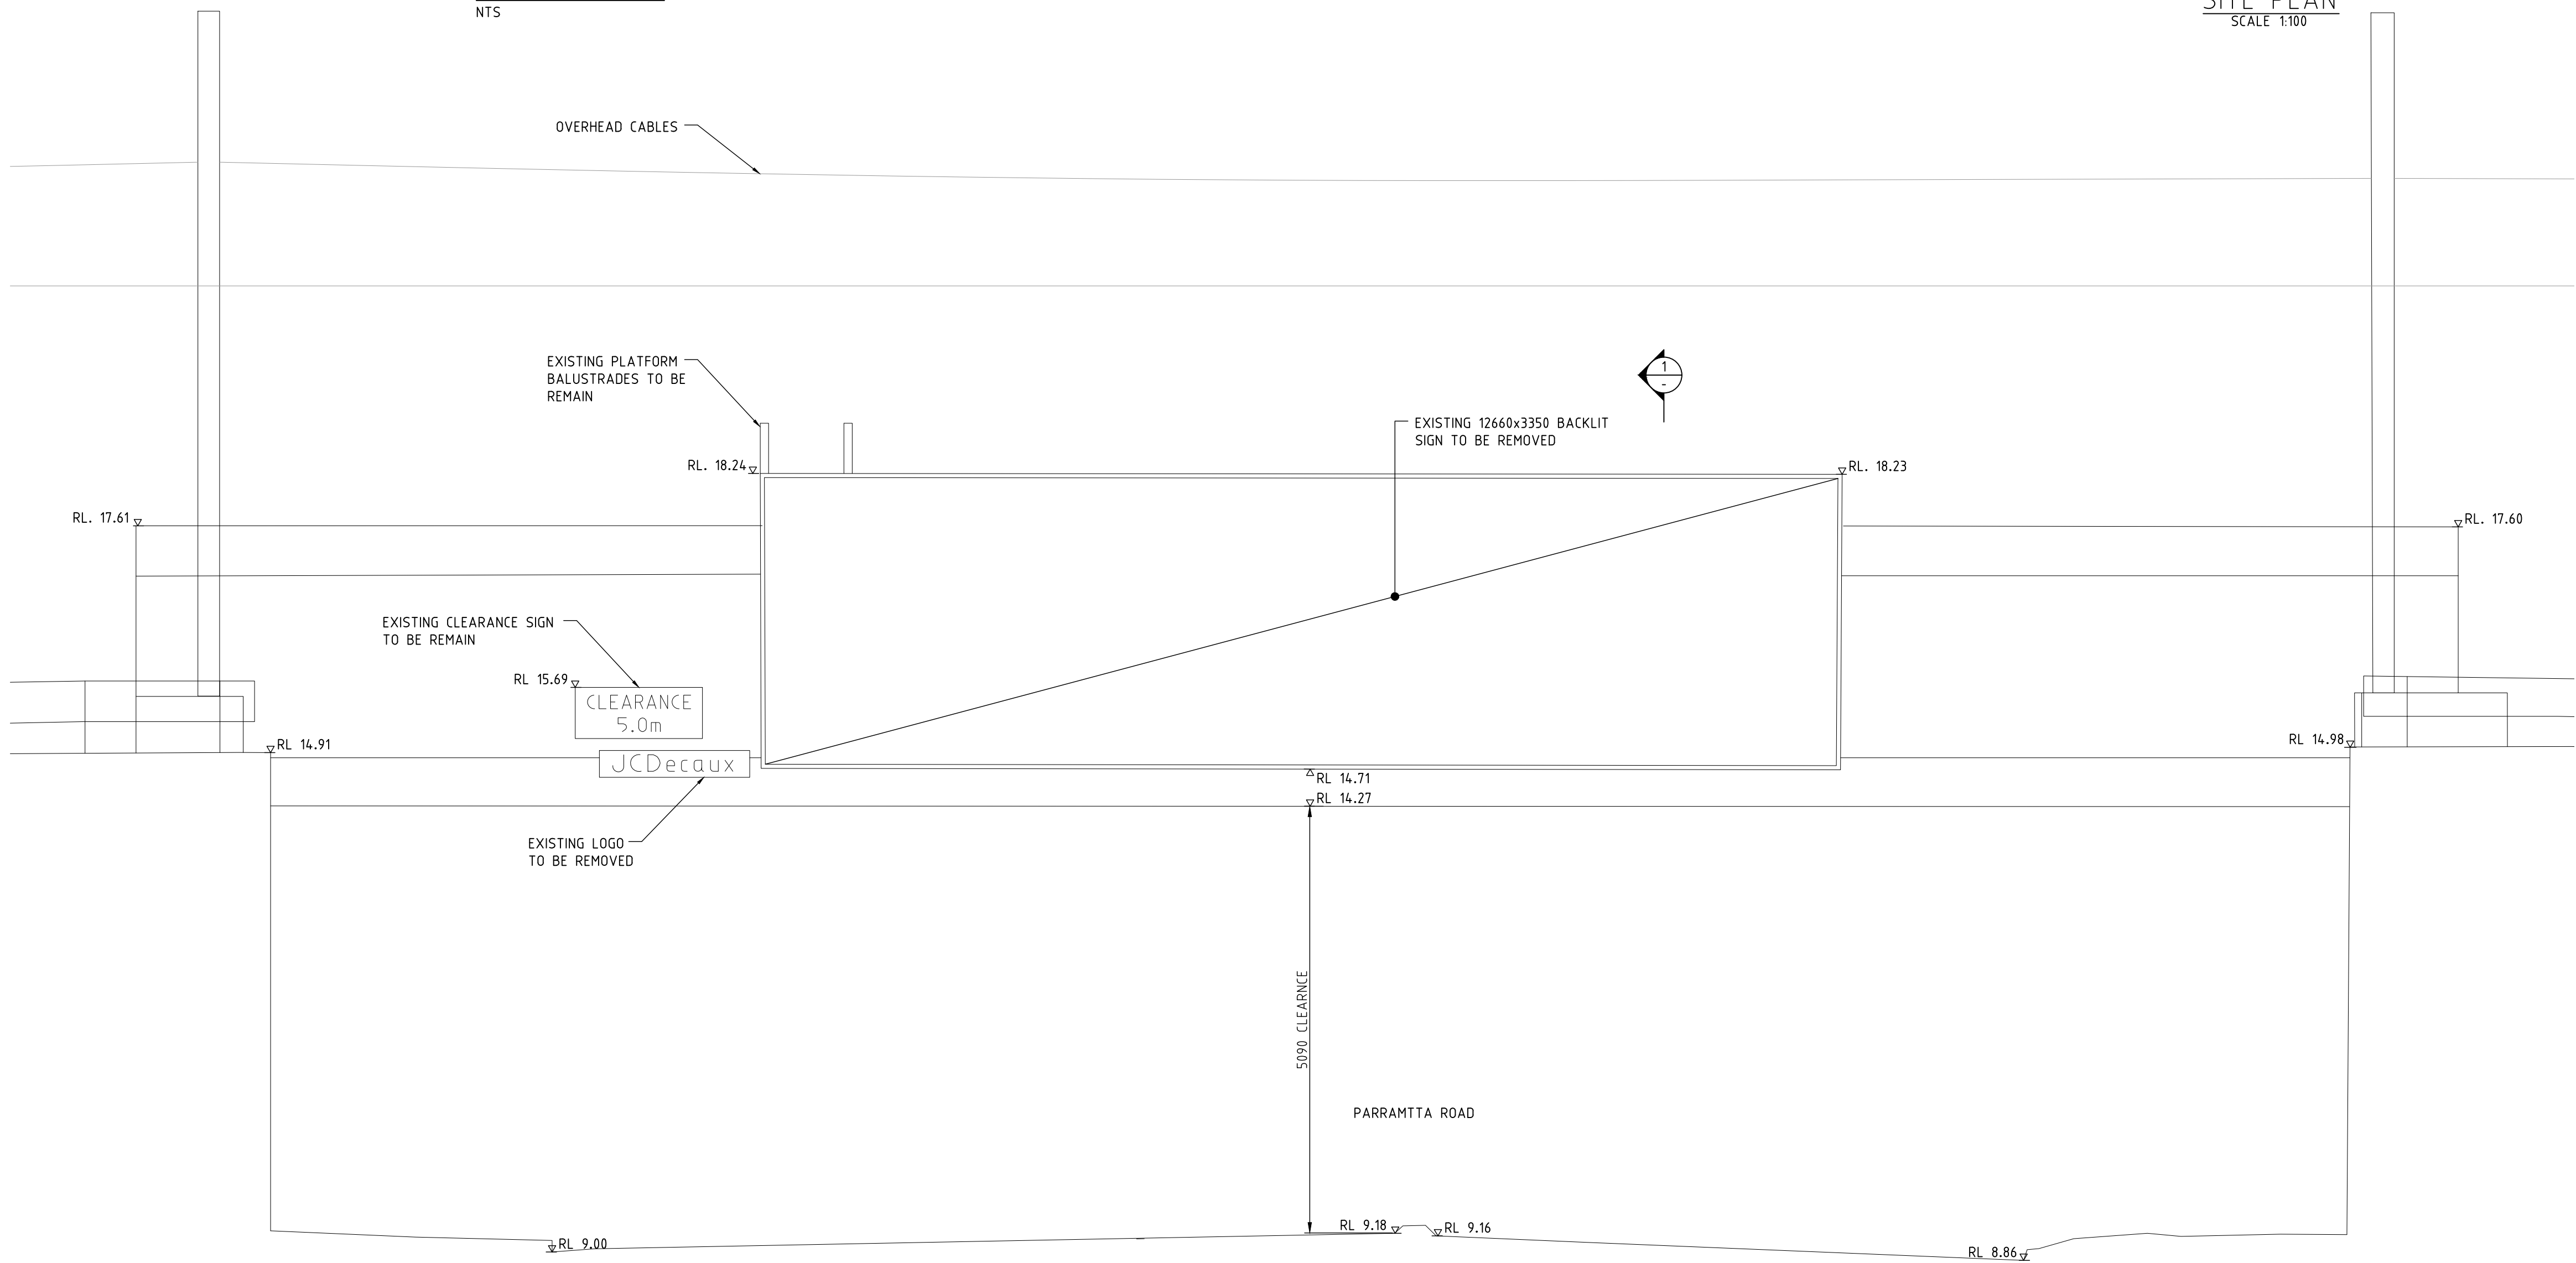 NTS
SITE PLAN
SCALE 1:100
OVERHEAD CABLES
EXISTING PLATFORM
BALUSTRADES TO BE
REMAIN
1
-
EXISTING 12660x3350 BACKLIT
SIGN TO BE REMOVED
RL. 18.24
RL. 18.23
RL. 17.61
RL. 17.60
EXISTING CLEARANCE SIGN
TO BE REMAIN
RL 15.69
CLEARANCE
5.0m
RL 14.91
RL 14.98
JCDecaux
RL 14.71
RL 14.27
EXISTING LOGO
TO BE REMOVED
5090 CLEARNCE
PARRAMTTA ROAD
RL 9.18
RL 9.16
RL 9.00
RL 8.86